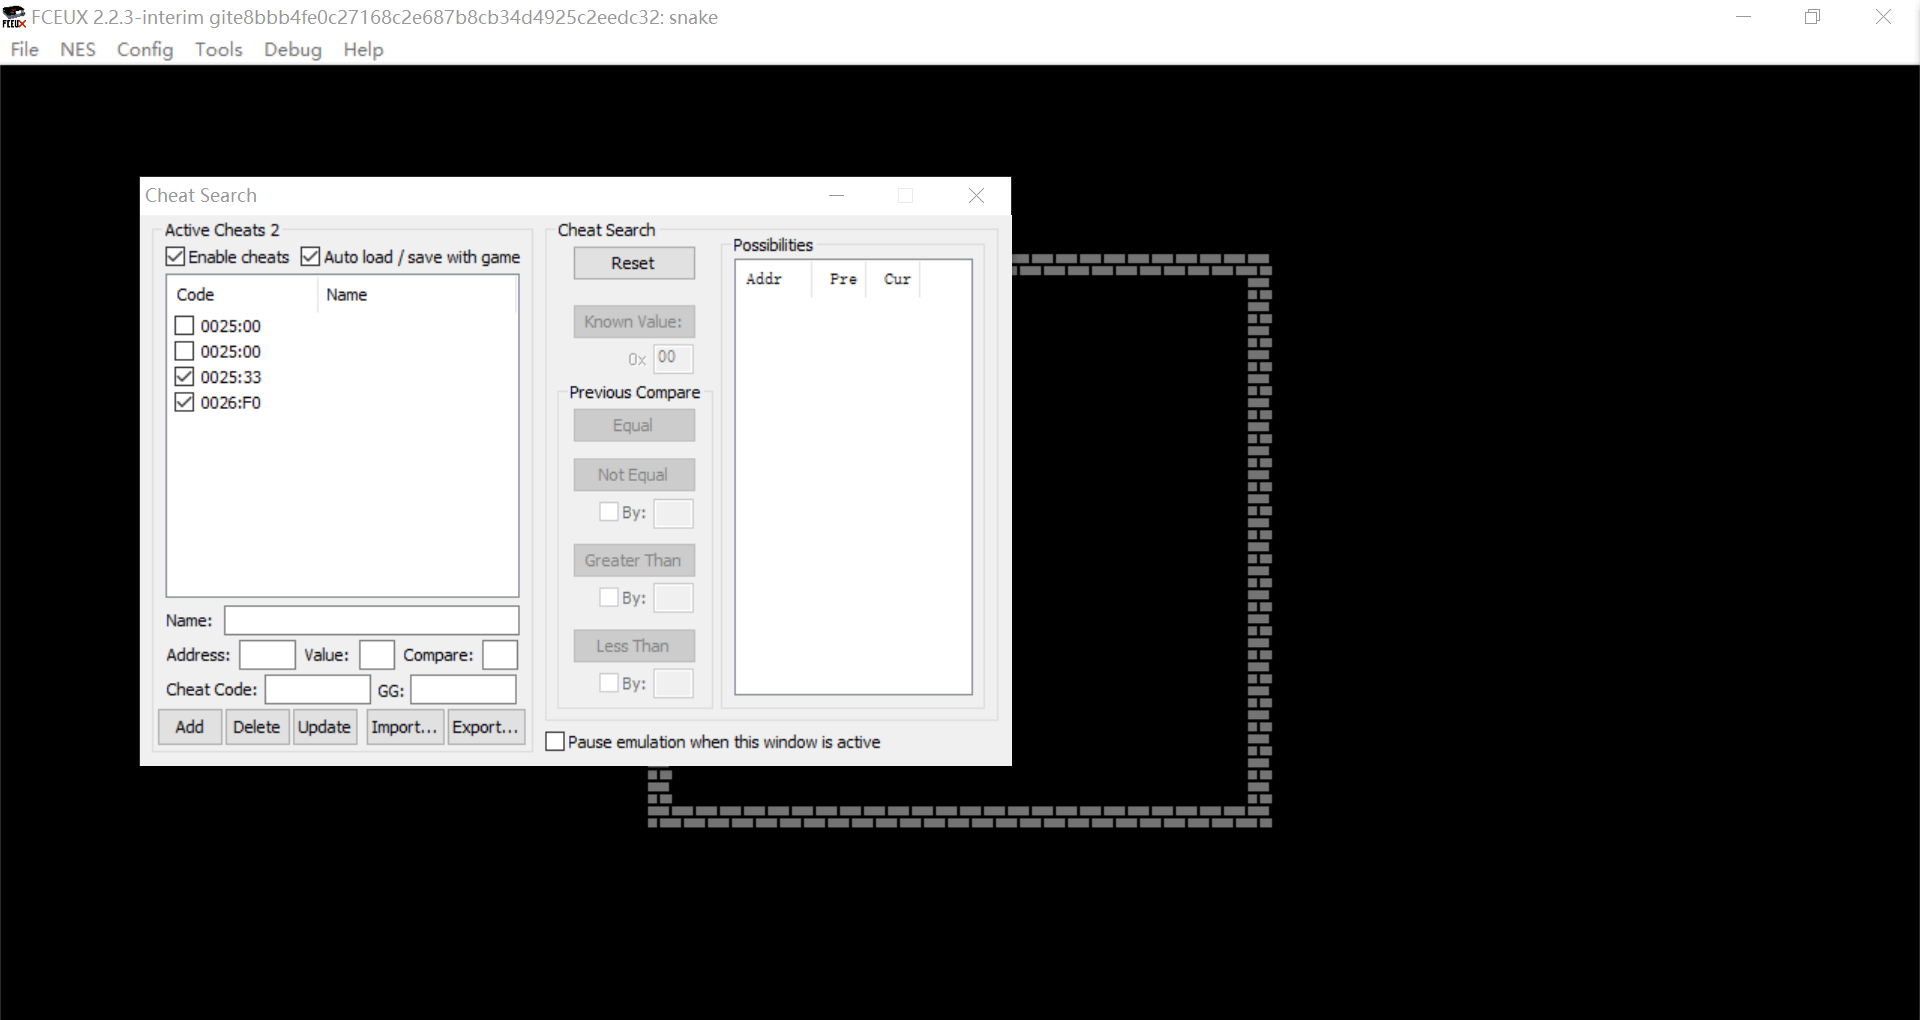 FCEUX 2.2.3-interim gite8bbb4fe0c27168c2e687b8cb34d4925c2eedc32: snake
File NES Config Tools Debug Help
Cheat Search
Active Cheats 2
Enable cheats Auto load / save with game
Code Name
0025:00
0025:00
0025:33
0026:F0
Name:
Address: Value: Compare:
Cheat Code: GG:
Add Delete Update Import... Export...
Cheat Search
Reset
Known Value:
0x 00
Previous Compare
Equal
Not Equal
By:
Greater Than
By:
Less Than
By:
Possibilities
Addr Pre Cur
Pause emulation when this window is active